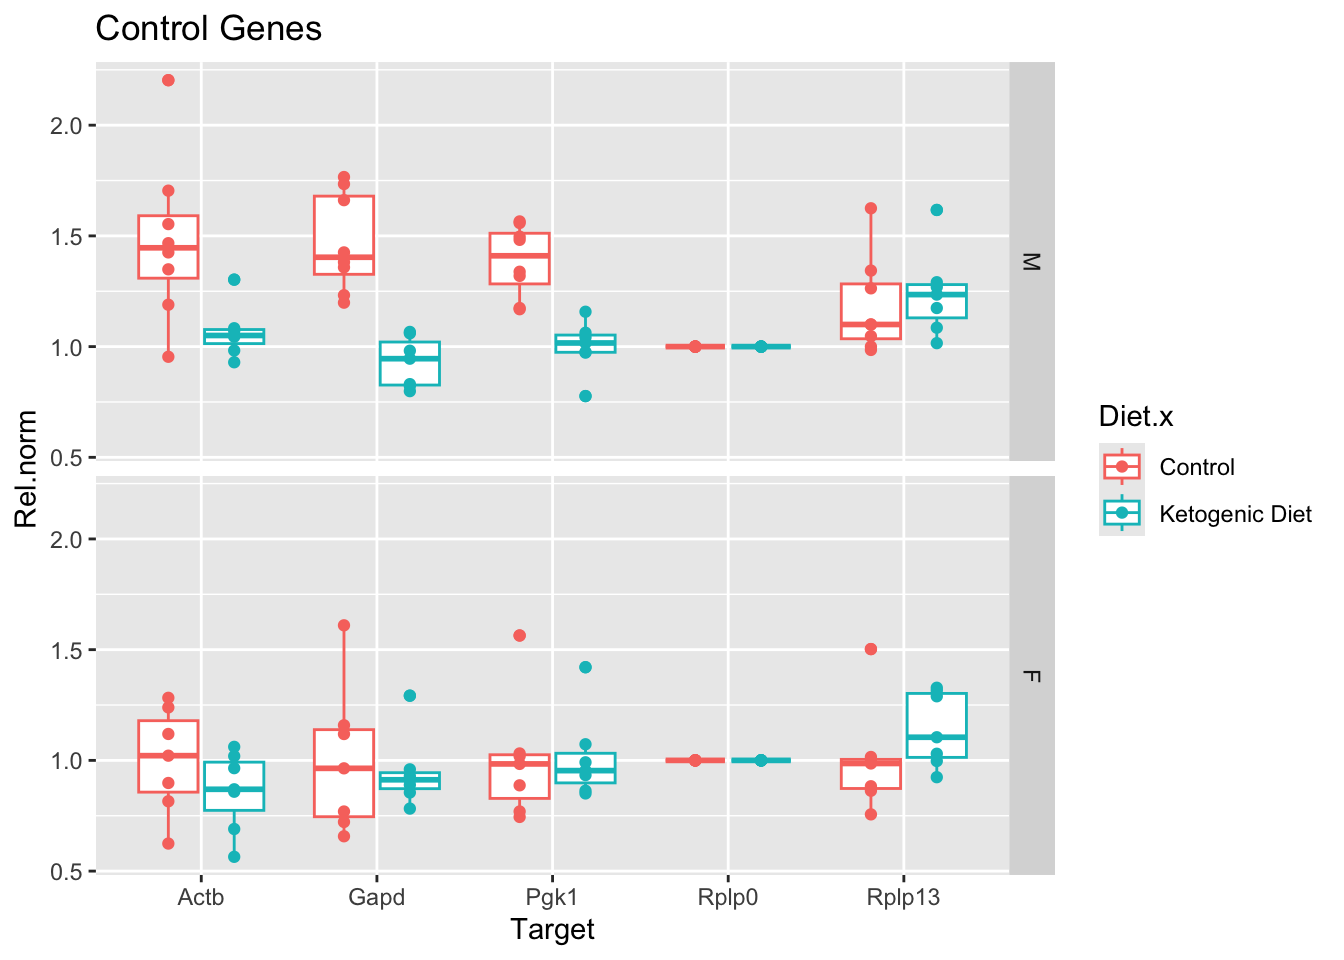 Control Genes
2.0
1.5
1.0
0.5
M
2.0
1.5
1.0
0.5
F
Rel.norm
Actb Gapd Pgk1 Rplp0 Rplp13
Target
Diet.x
Control
Ketogenic Diet